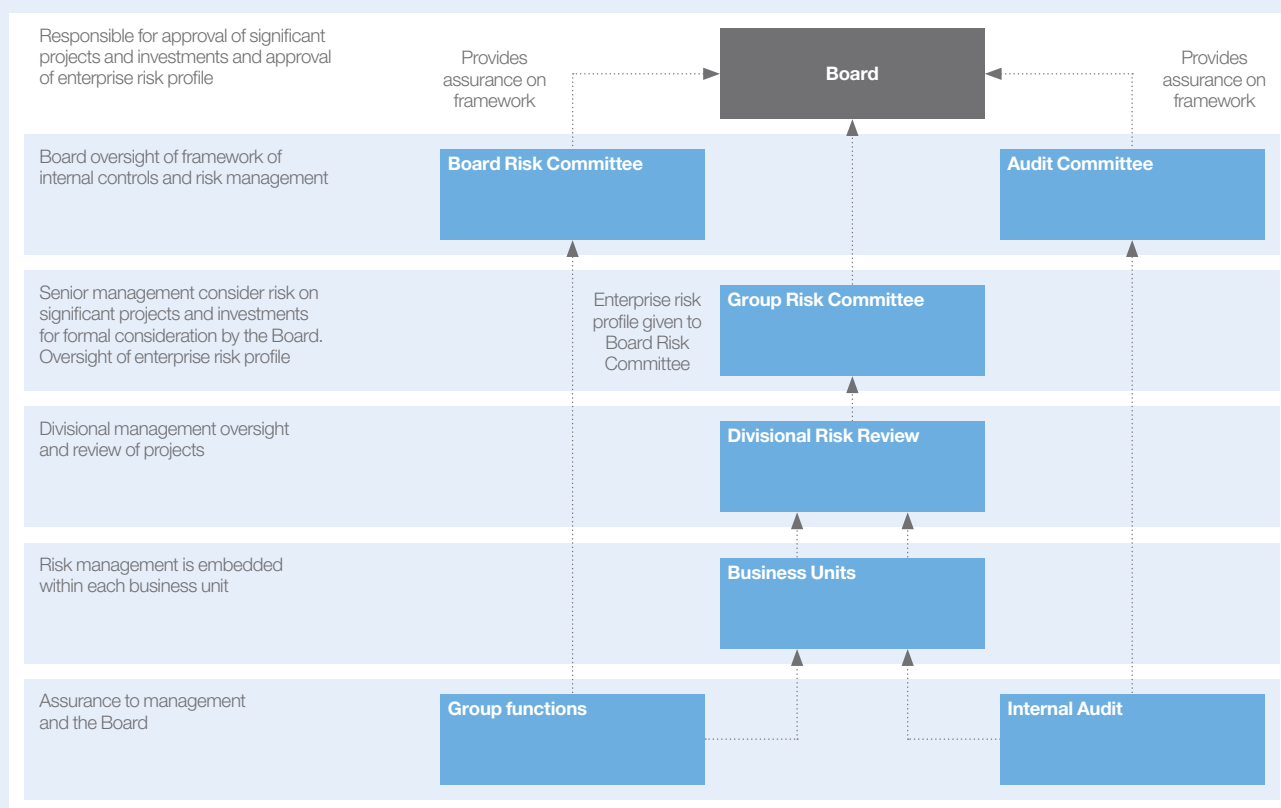 Responsible for approval of significant
projects and investments and approval
of enterprise risk profile
Provides
assurance on
framework
Board
Provides
assurance on
framework
Board oversight of framework of
internal controls and risk management
Board Risk Committee
Audit Committee
Senior management consider risk on
significant projects and investments
for formal consideration by the Board.
Oversight of enterprise risk profile
Enterprise risk
profile given to
Board Risk
Committee
Group Risk Committee
Divisional management oversight
and review of projects
Divisional Risk Review
Risk management is embedded
within each business unit
Business Units
Assurance to management
and the Board
Group functions
Internal Audit